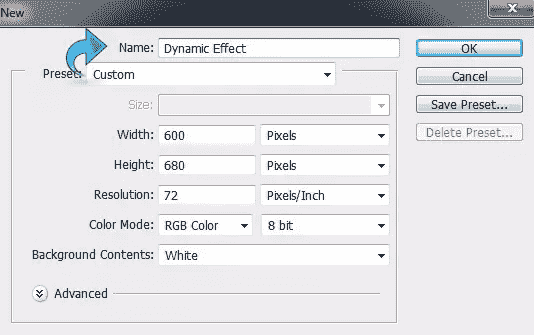 New
Name: Dynamic Effect OK
Preset: Custom Cancel
Size: Save Preset...
Width: 600 Pixels Delete Preset...
Height: 680 Pixels
Resolution: 72 Pixels/Inch
Color Mode: RGB Color 8 bit
Background Contents: White
Advanced